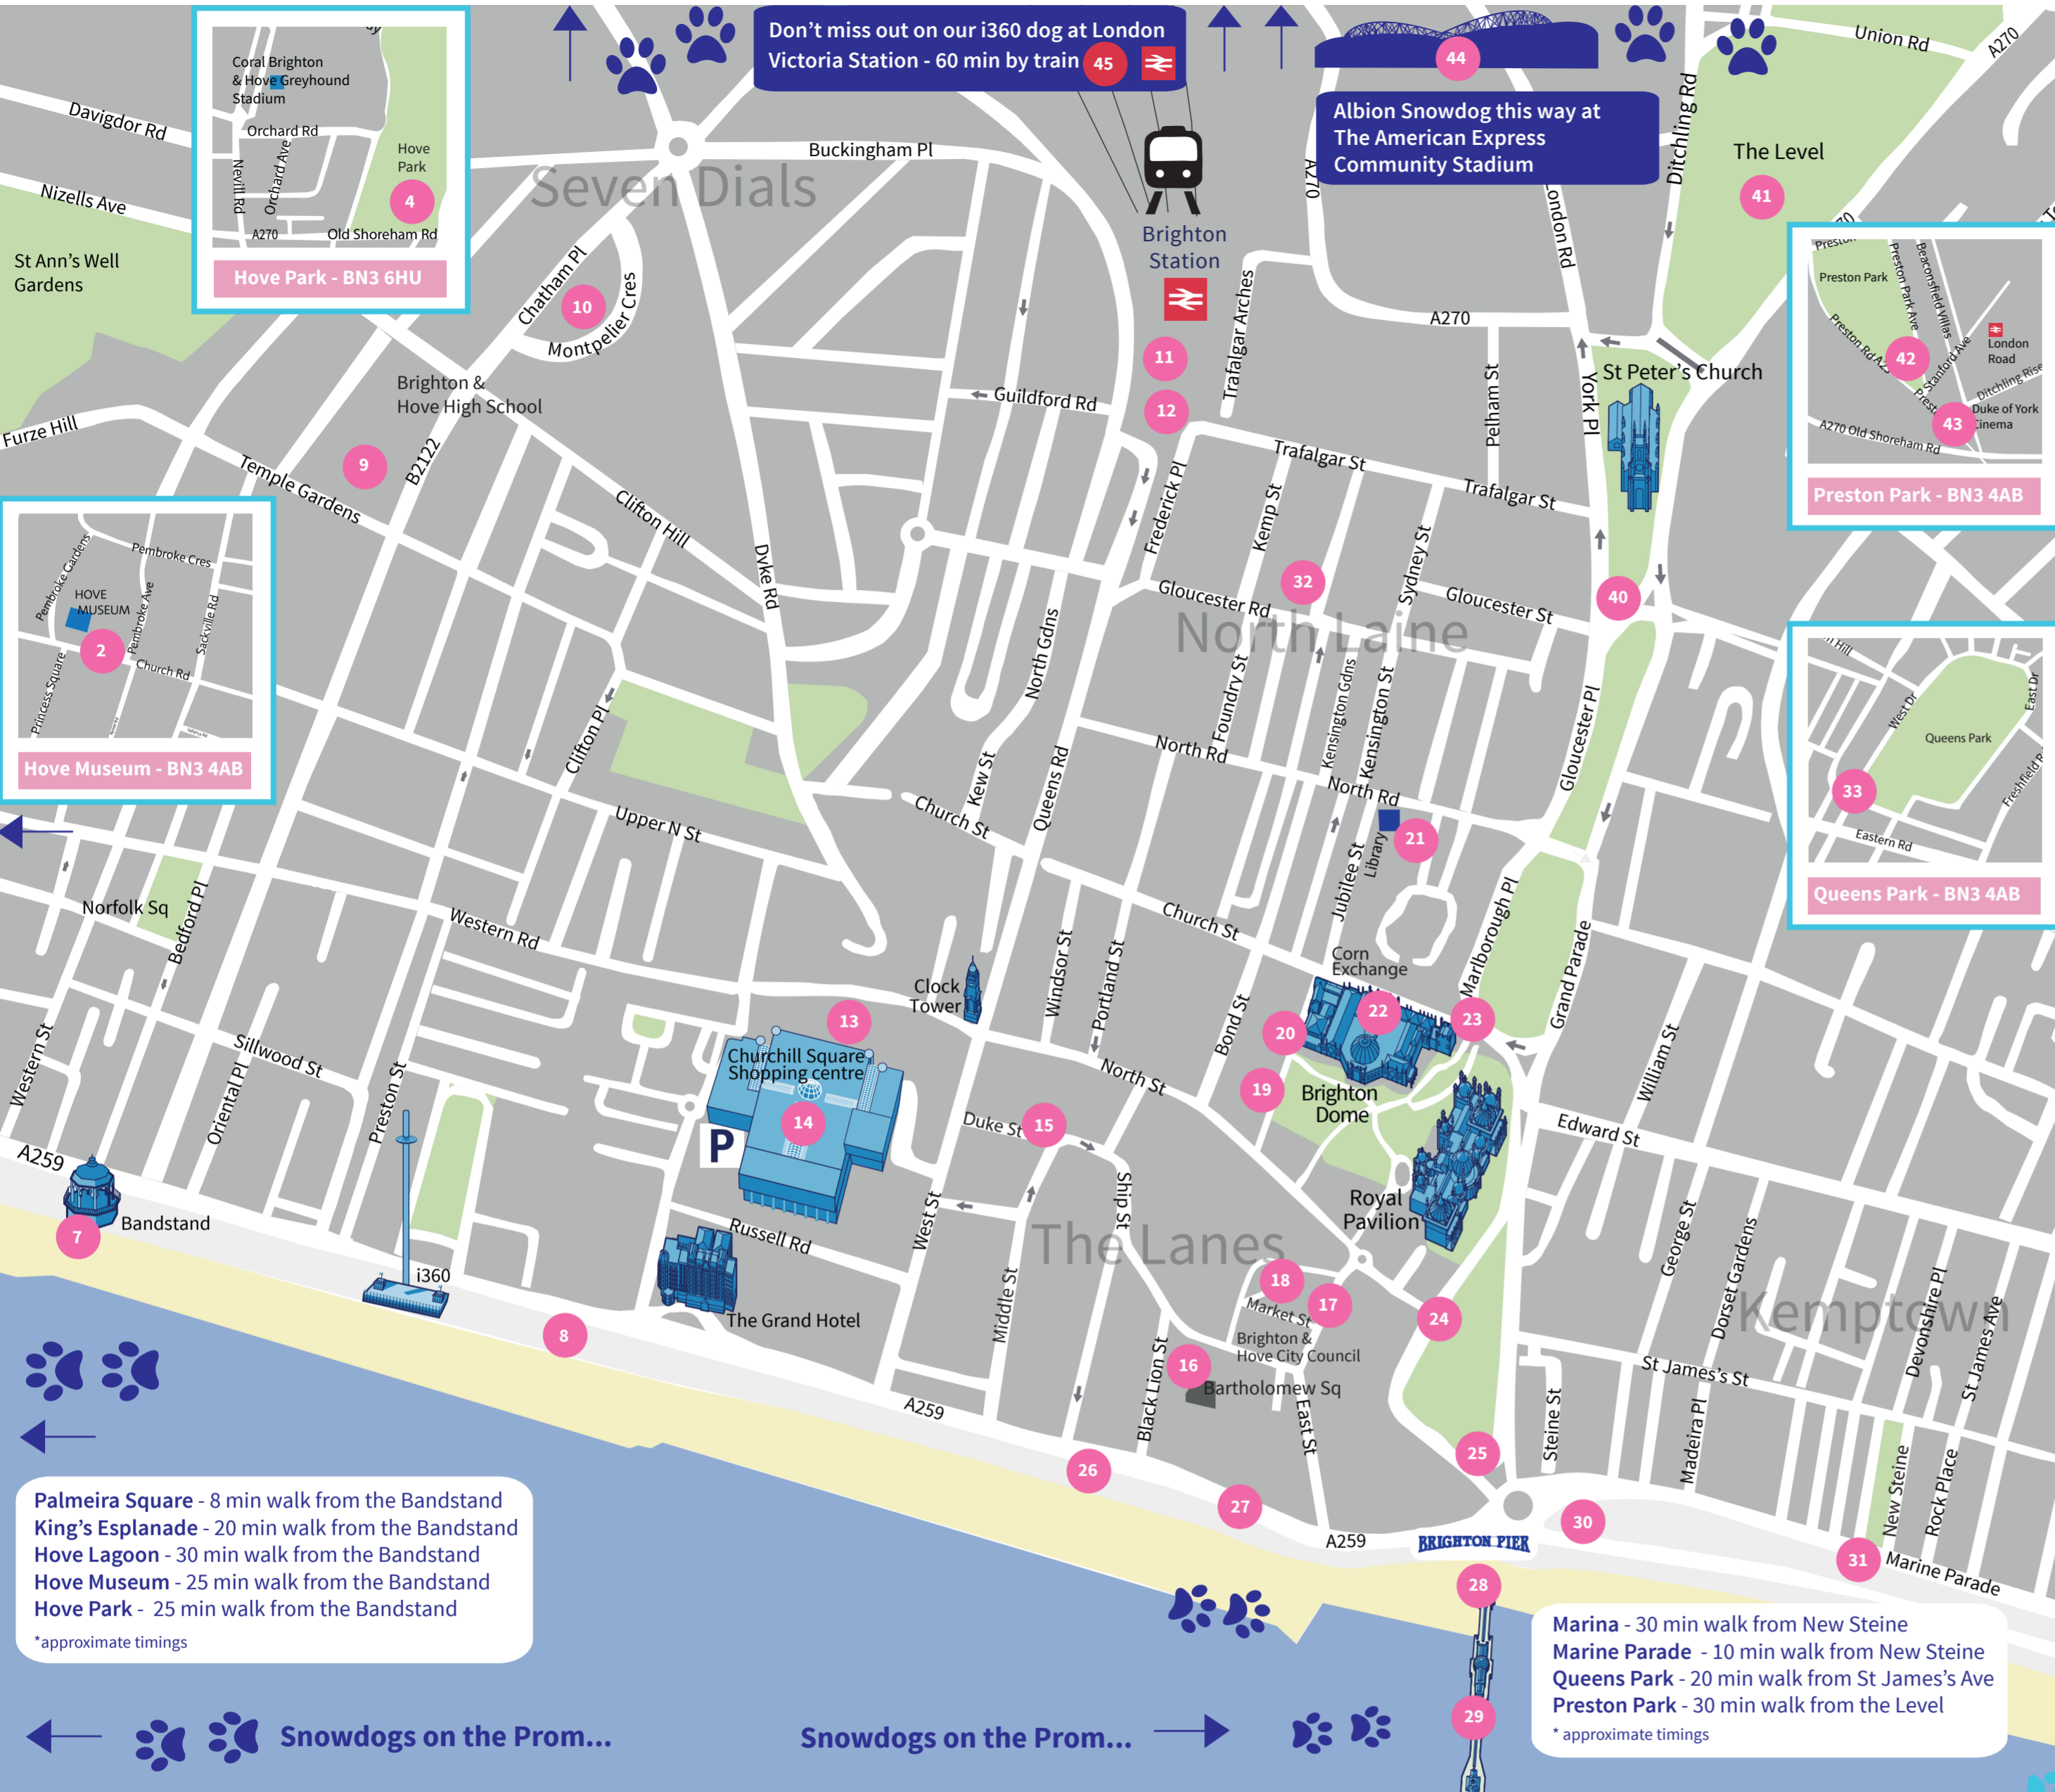 Don't miss out on our i360 dog at London
Victoria Station - 60 min by train 45
44
Albion Snowdog this way at
The American Express
Community Stadium
Union Rd
A270
Ditchling Rd
The Level
41
Coral Brighton
& Hove Greyhound
Stadium
Orchard Rd
Orchard Ave
Nevill Rd
Hove
Park
4
A270
Old Shoreham Rd
Hove Park - BN3 6HU
Davigdor Rd
Nizells Ave
St Ann's Well
Gardens
Seven Dials
Buckingham Pl
Chatham Pl
10
Montpelier Cres
Brighton
Station
Trafalgar Arches
A270
London Rd
A270
11
12
Guildford Rd
Pelham St
York Pl
St Peter's Church
Preston Park
Preston Park Ave
Beaconsfield Villas
Preston Rd
42
Stanford Ave
London
Road
Ditchling Rise
43
Duke of York
Cinema
A270 Old Shoreham Rd
Preston Park - BN3 4AB
Brighton &
Hove High School
Furze Hill
9
B2122
Temple Gardens
Clifton Hill
Dyke Rd
Frederick Pl
Trafalgar St
Trafalgar St
Kemp St
Sydney St
32
Gloucester Rd
Gloucester St
40
North Laine
Pembroke Gardens
Pembroke Cres
HOVE
MUSEUM
Pembroke Ave
Sackville Rd
2
Church Rd
Princess Square
Hove Museum - BN3 4AB
Clifton Pl
North Gdns
Foundry St
Kensington Gdns
Kensington St
Gloucester Pl
West Dr
East Dr
Queens Park
33
Eastern Rd
Queens Park - BN3 4AB
North Rd
North Rd
Kew St
Queens Rd
Church St
Upper N St
Library
21
Jubilee St
Norfolk Sq
Bedford Pl
Western Rd
Church St
Marlborough Pl
Grand Parade
Clock
Tower
Windsor St
Portland St
Bond St
Corn
Exchange
22
20
23
13
Churchill Square
Shopping centre
14
P
19
Brighton
Dome
North St
William St
Edward St
Western St
Sillwood St
Oriental Pl
Preston St
Duke St
15
A259
7
Bandstand
i360
Russell Rd
West St
Ship St
The Lanes
Royal
Pavilion
George St
Dorset Gardens
Kemptown
Devonshire Pl
St James Ave
The Grand Hotel
8
Middle St
18
Market St
17
24
Brighton &
Hove City Council
16
Bartholomew Sq
Black Lion St
East St
St James's St
Steine St
Madeira Pl
New Steine
Rock Place
A259
26
27
25
A259
BRIGHTON PIER
30
31
Marine Parade
28
29
Palmeira Square - 8 min walk from the Bandstand
King's Esplanade - 20 min walk from the Bandstand
Hove Lagoon - 30 min walk from the Bandstand
Hove Museum - 25 min walk from the Bandstand
Hove Park - 25 min walk from the Bandstand
*approximate timings
Marina - 30 min walk from New Steine
Marine Parade - 10 min walk from New Steine
Queens Park - 20 min walk from St James's Ave
Preston Park - 30 min walk from the Level
* approximate timings
Snowdogs on the Prom...
Snowdogs on the Prom...